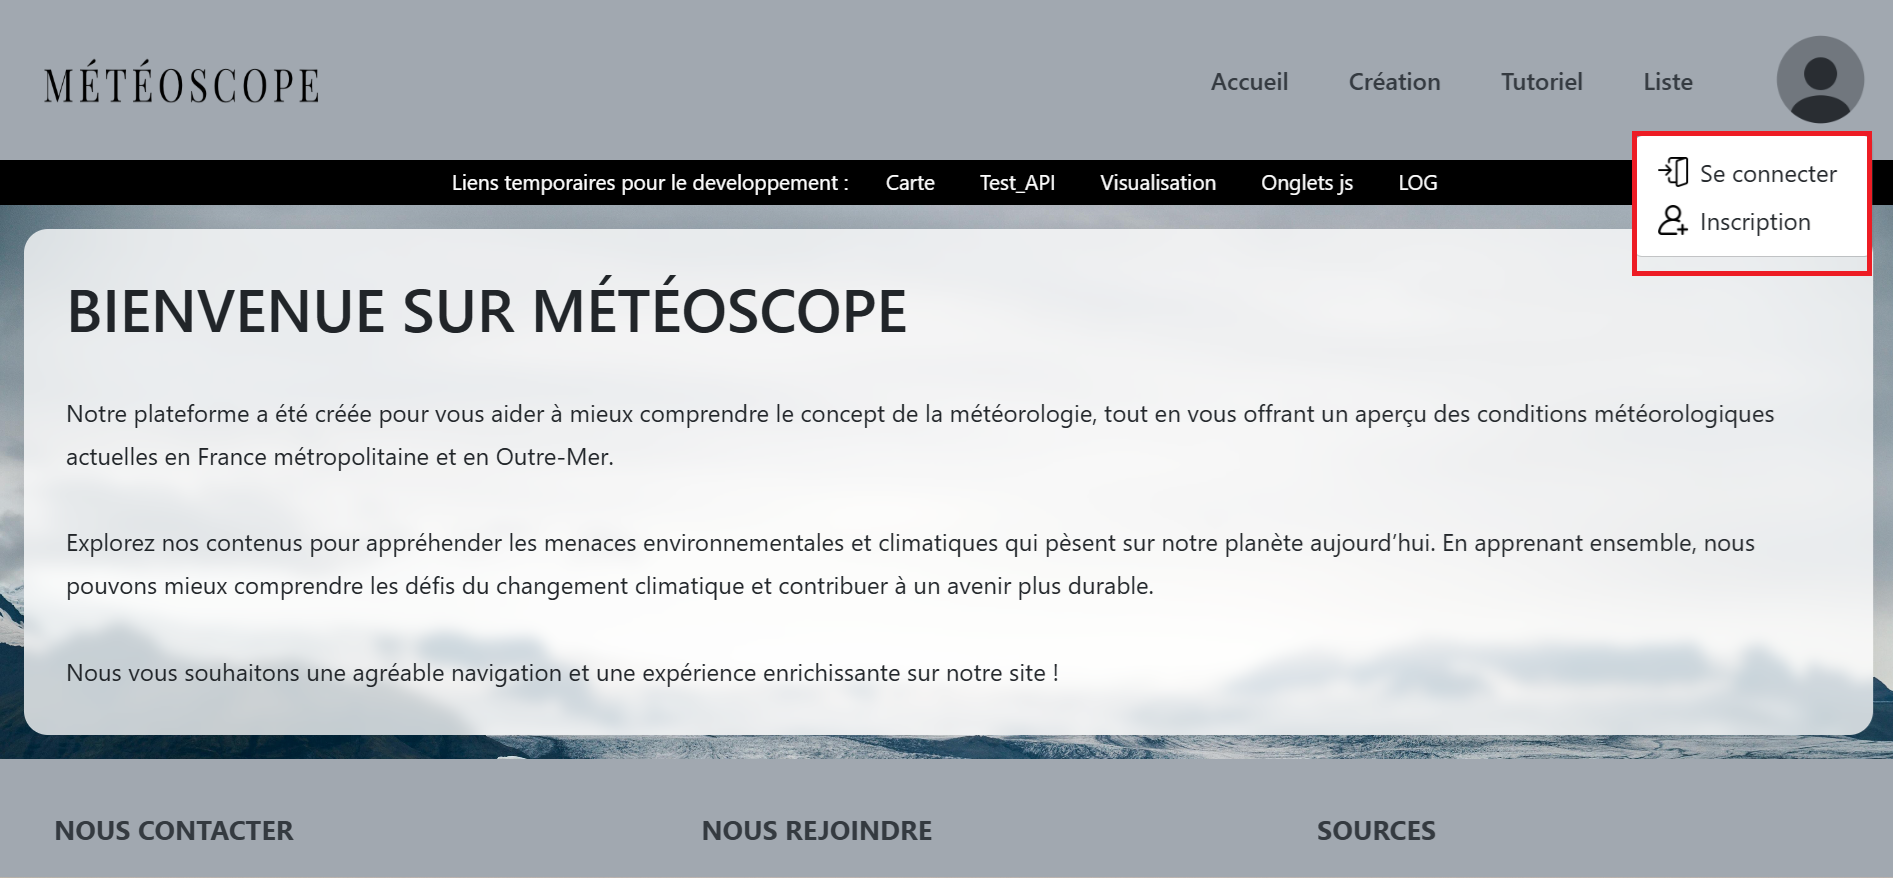 MÉTÉOSCOPE
Accueil
Création
Tutoriel
Liste
Se connecter
Inscription
Liens temporaires pour le developpement :
Carte
Test_API
Visualisation
Onglets js
LOG
BIENVENUE SUR MÉTÉOSCOPE
Notre plateforme a été créée pour vous aider à mieux comprendre le concept de la météorologie, tout en vous offrant un aperçu des conditions météorologiques
actuelles en France métropolitaine et en Outre-Mer.
Explorez nos contenus pour appréhender les menaces environnementales et climatiques qui pèsent sur notre planète aujourd’hui. En apprenant ensemble, nous
pouvons mieux comprendre les défis du changement climatique et contribuer à un avenir plus durable.
Nous vous souhaitons une agréable navigation et une expérience enrichissante sur notre site !
NOUS CONTACTER
NOUS REJOINDRE
SOURCES